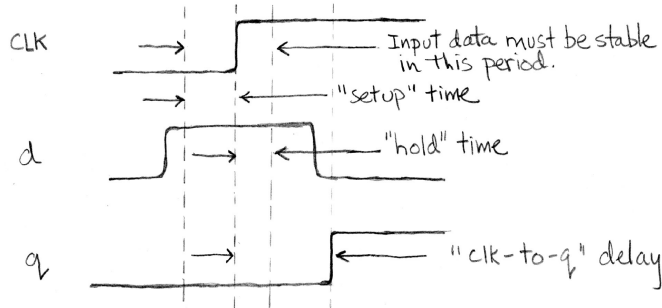 CLK
Input data must be stable
in this period.
"setup" time
d
"hold" time
q
"clk-to-q" delay